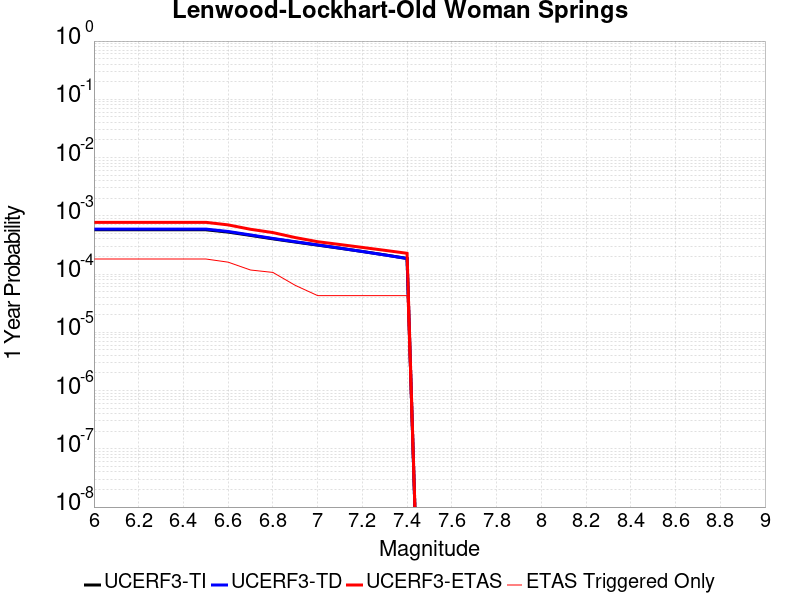 Lenwood-Lockhart-Old Woman Springs
10^0
10^-1
10^-2
10^-3
10^-4
10^-5
10^-6
10^-7
10^-8
1 Year Probability
6 6.2 6.4 6.6 6.8 7 7.2 7.4 7.6 7.8 8 8.2 8.4 8.6 8.8 9
Magnitude
UCERF3-TI UCERF3-TD UCERF3-ETAS ETAS Triggered Only